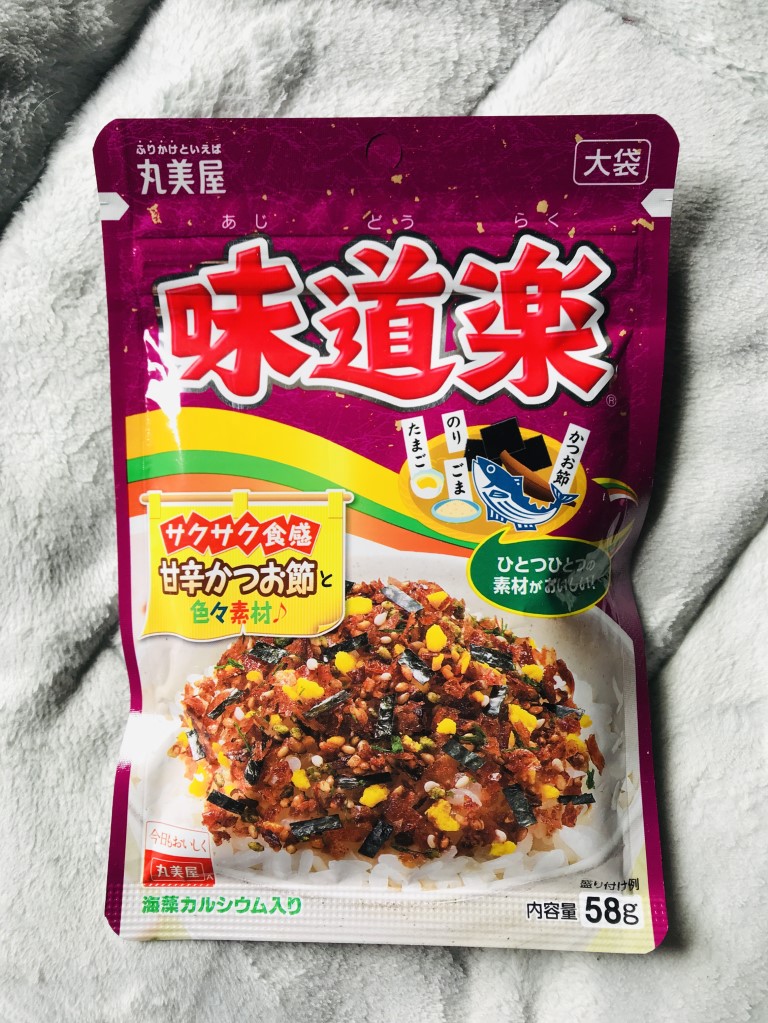 ふりかけといえば
丸美屋
大袋
あじ どう らく
味道楽
®
たまご
のり
ごま
かつお節
サクサク食感
甘辛かつお節と
色々素材♪
ひとつひとつの
素材がおいしい!
今日もおいしく
丸美屋
盛り付け例
海藻カルシウム入り
内容量 58g